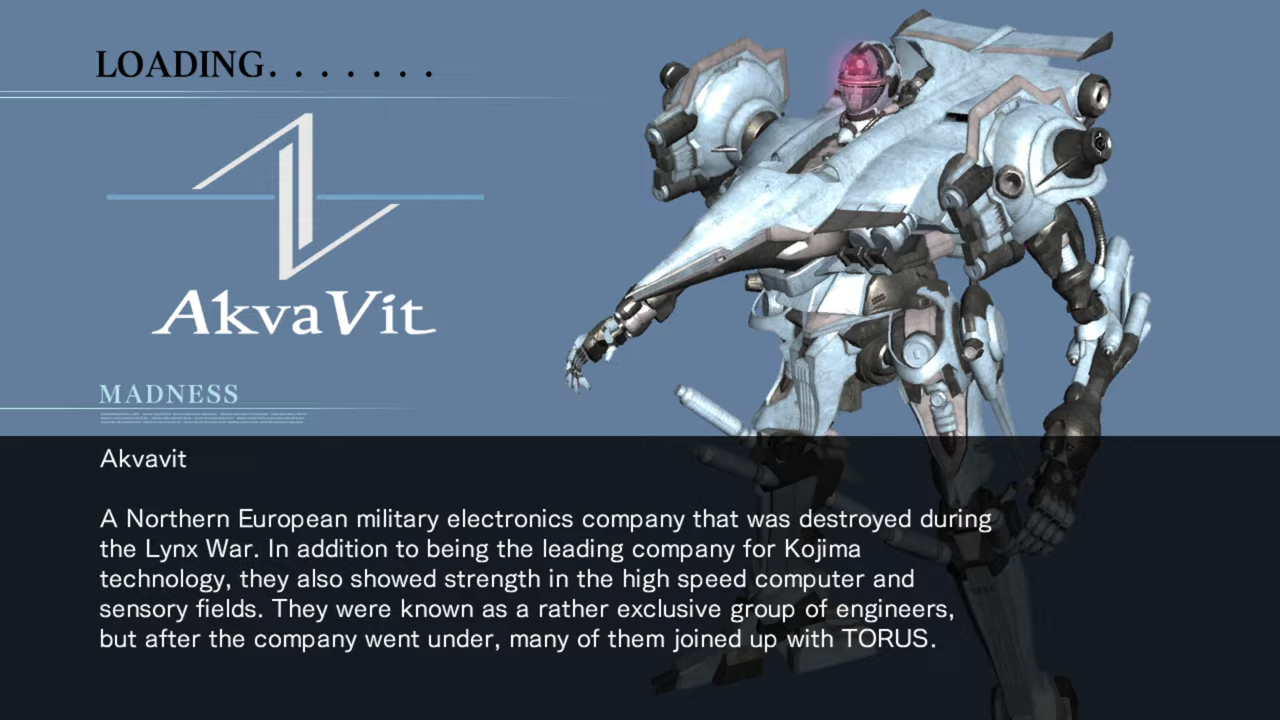 LOADING.......
AkvaVit
MADNESS
Akvavit
A Northern European military electronics company that was destroyed during
the Lynx War. In addition to being the leading company for Kojima
technology, they also showed strength in the high speed computer and
sensory fields. They were known as a rather exclusive group of engineers,
but after the company went under, many of them joined up with TORUS.